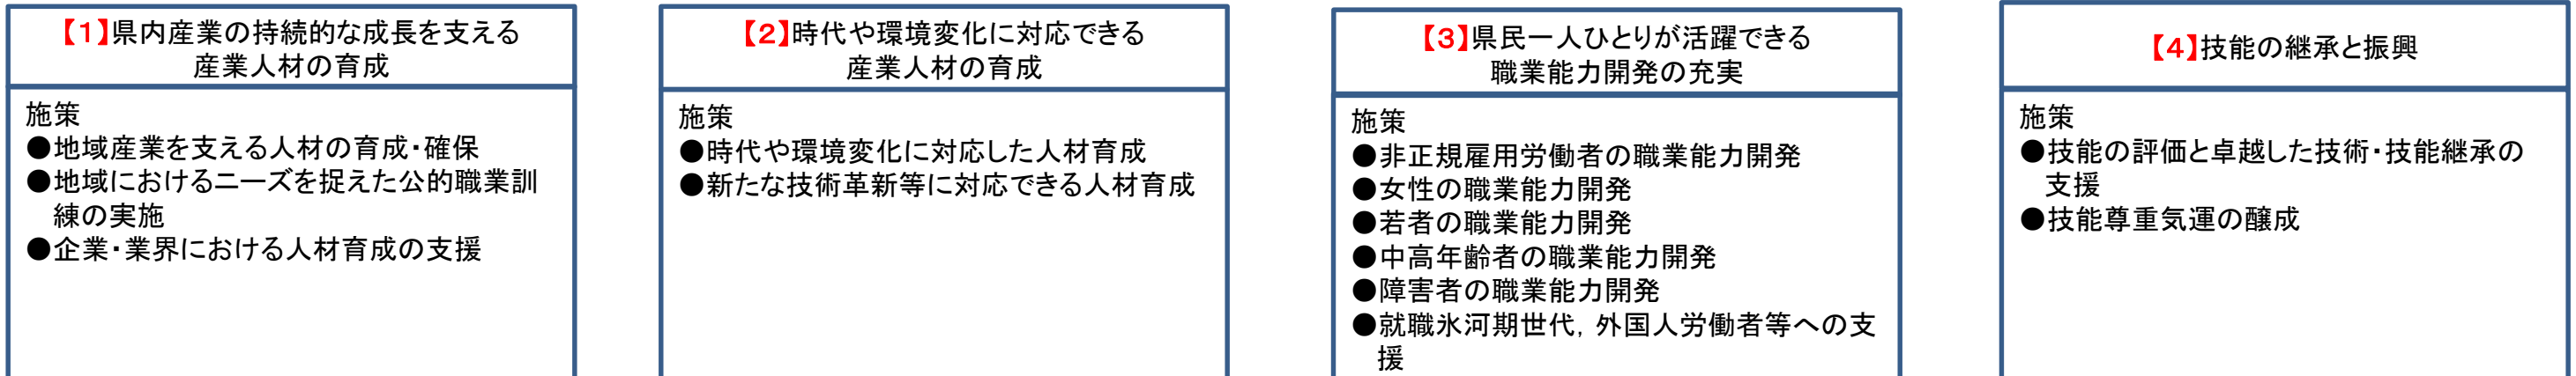 【1】県内産業の持続的な成長を支える
産業人材の育成
施策
●地域産業を支える人材の育成・確保
●地域におけるニーズを捉えた公的職業訓
練の実施
●企業・業界における人材育成の支援
【2】時代や環境変化に対応できる
産業人材の育成
施策
●時代や環境変化に対応した人材育成
●新たな技術革新等に対応できる人材育成
【3】県民一人ひとりが活躍できる
職業能力開発の充実
施策
●非正規雇用労働者の職業能力開発
●女性の職業能力開発
●若者の職業能力開発
●中高年齢者の職業能力開発
●障害者の職業能力開発
●就職氷河期世代，外国人労働者等への支
援
【4】技能の継承と振興
施策
●技能の評価と卓越した技術・技能継承の
支援
●技能尊重気運の醸成